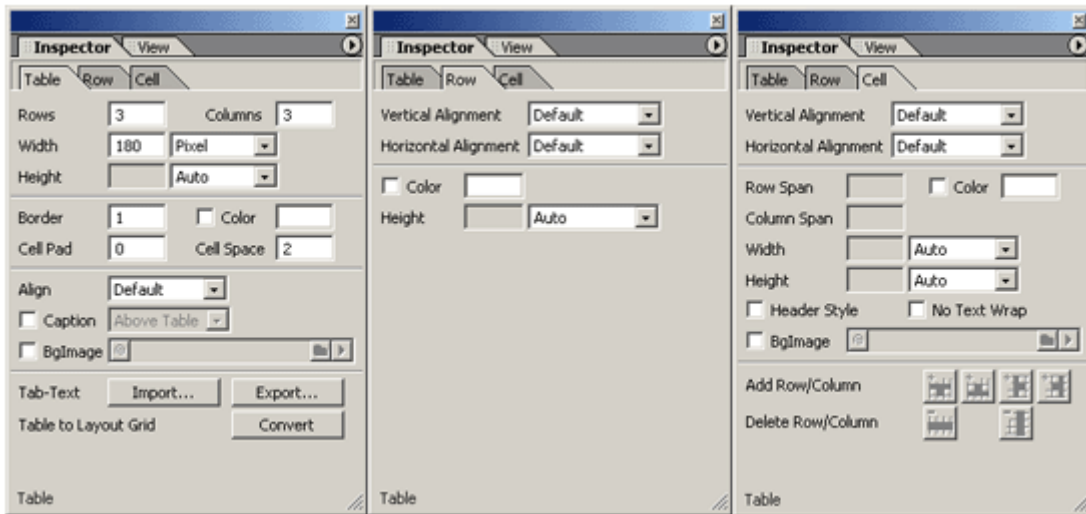 Inspector View
Table Row Cell
Rows 3 Columns 3
Width 180 Pixel
Height Auto
Border 1 Color
Cell Pad 0 Cell Space 2
Align Default
Caption Above Table
BgImage
Tab-Text Import... Export...
Table to Layout Grid Convert
Table
Inspector View
Table Row Cell
Vertical Alignment Default
Horizontal Alignment Default
Color
Height Auto
Table
Inspector View
Table Row Cell
Vertical Alignment Default
Horizontal Alignment Default
Row Span Color
Column Span
Width Auto
Height Auto
Header Style No Text Wrap
BgImage
Add Row/Column
Delete Row/Column
Table